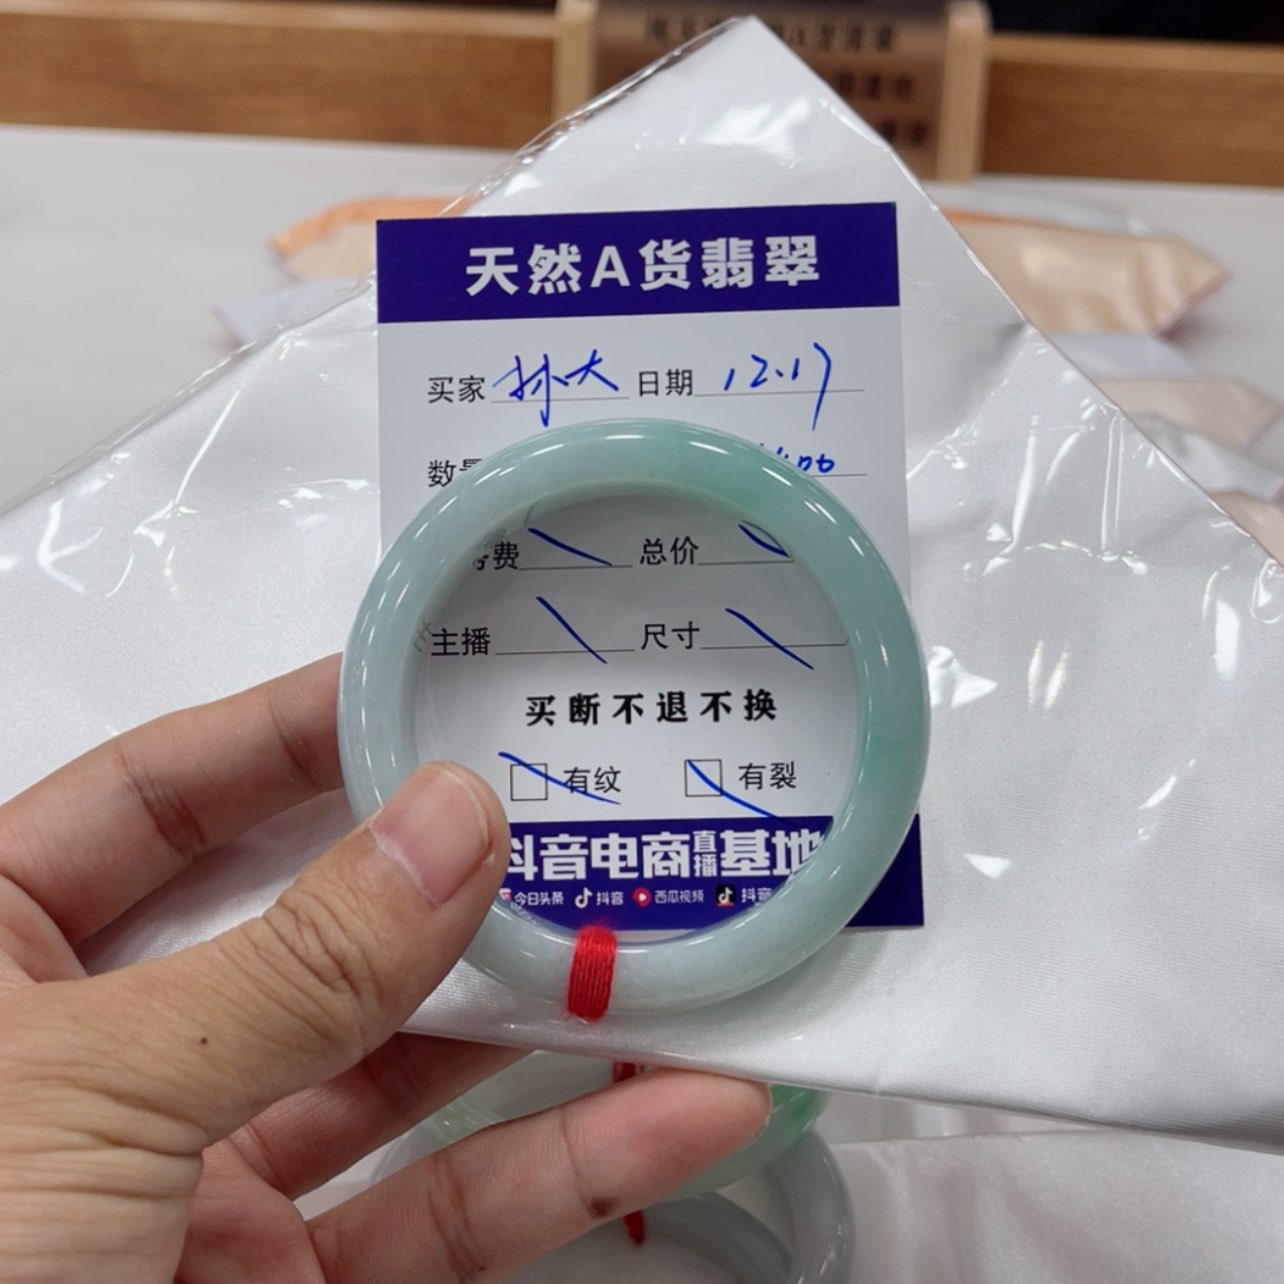 天然A货翡翠
买家 孙大 日期 12.17
数量
费 总价
主播 尺寸
买断不退不换
有纹 有裂
抖音电商直播基地
今日头条 抖音 西瓜视频 抖音